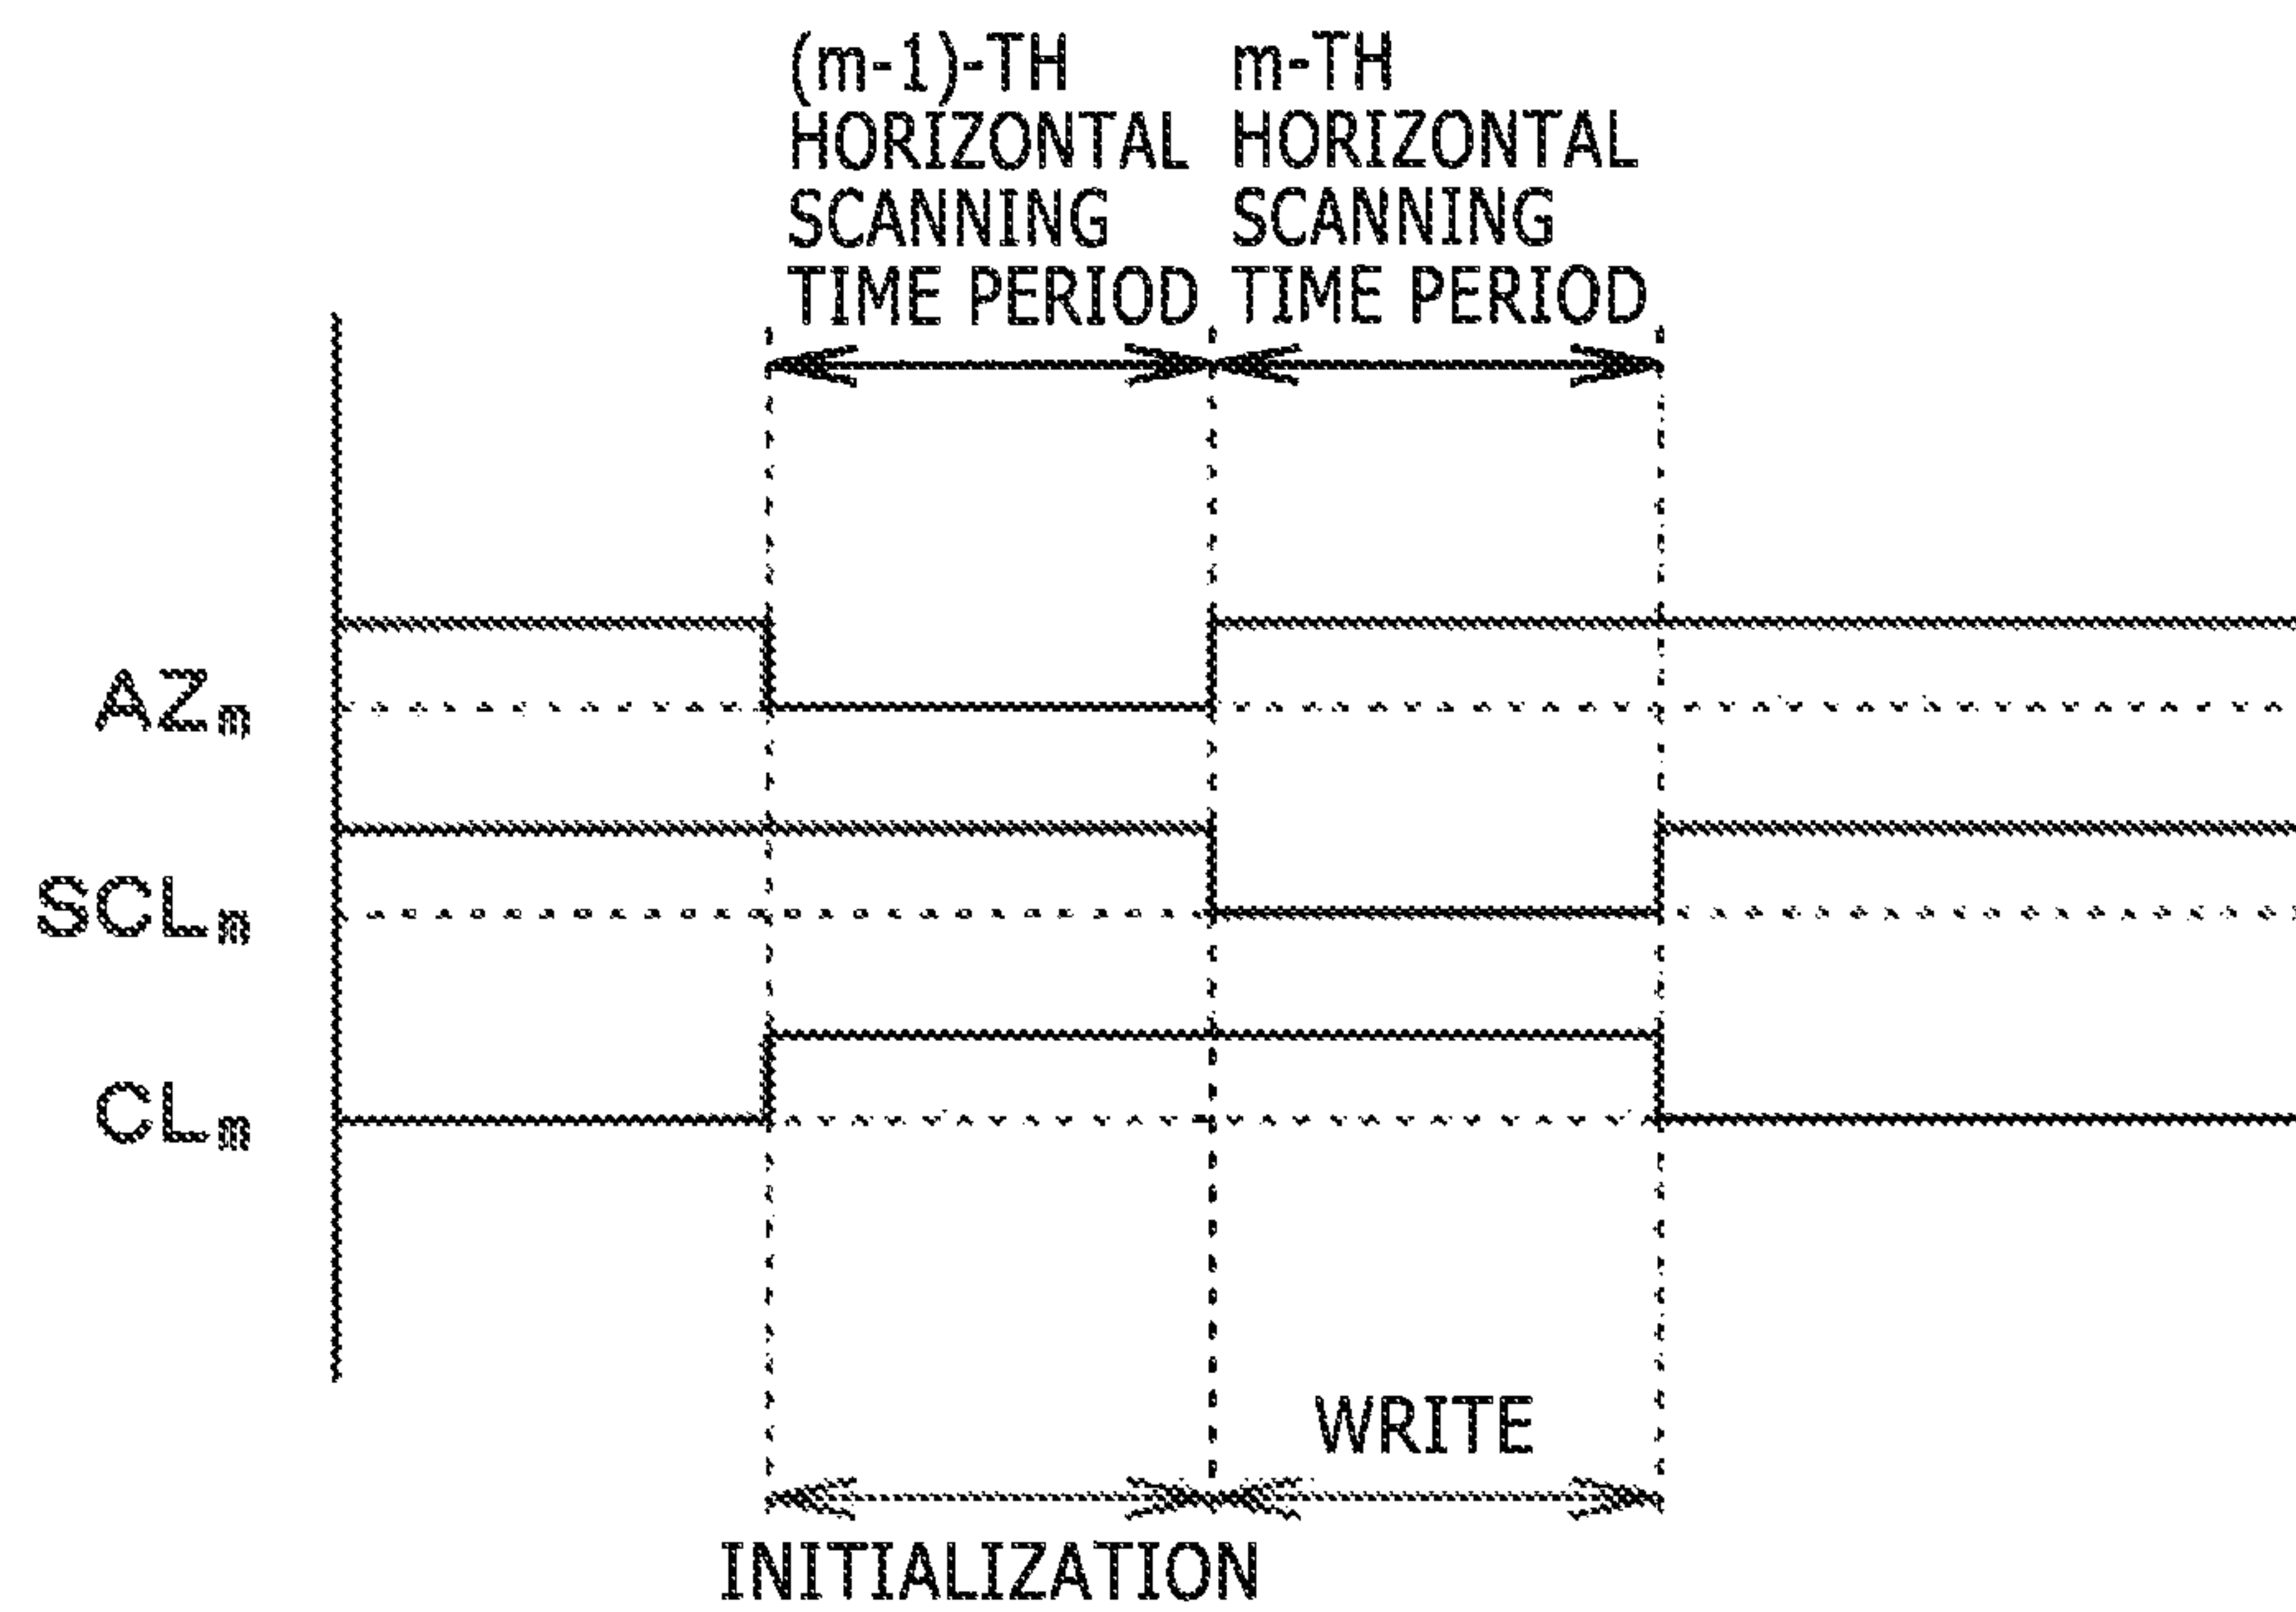 (m-1)-TH
HORIZONTAL
SCANNING
TIME PERIOD
m-TH
HORIZONTAL
SCANNING
TIME PERIOD
AZm
SCLm
CLm
WRITE
INITIALIZATION